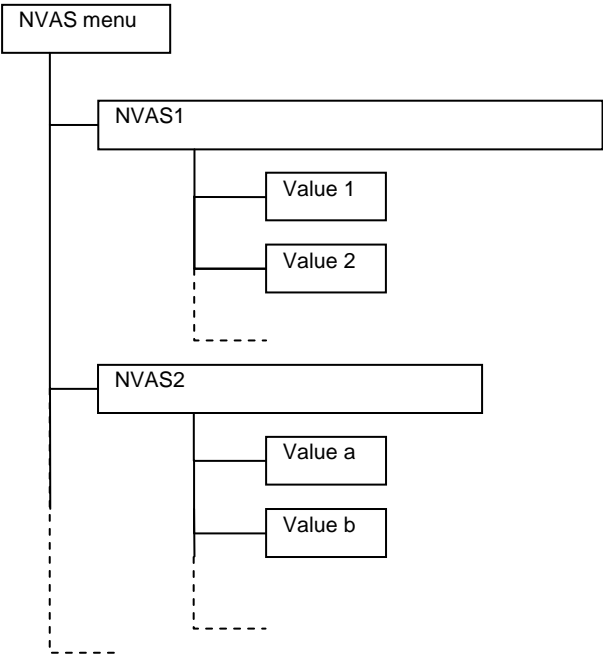 NVAS menu
NVAS1
Value 1
Value 2
NVAS2
Value a
Value b